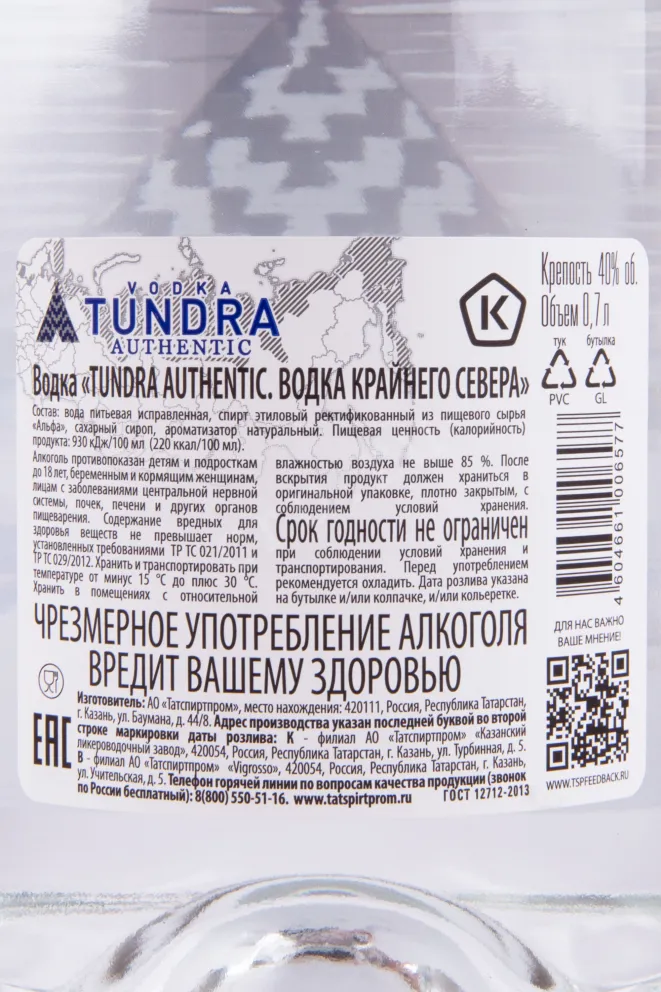 VODKA
TUNDRA
AUTHENTIC
K
Крепость 40% об.
Объем 0,7 л
тук бутылка
PVC GL
Водка «TUNDRA AUTHENTIC. ВОДКА КРАЙНЕГО СЕВЕРА»
Состав: вода питьевая исправленная, спирт этиловый ректификованный из пищевого сырья
«Альфа», сахарный сироп, ароматизатор натуральный. Пищевая ценность (калорийность)
продукта: 930 кДж/100 мл (220 ккал/100 мл).
Алкоголь противопоказан детям и подросткам
до 18 лет, беременным и кормящим женщинам,
лицам с заболеваниями центральной нервной
системы, почек, печени и других органов
пищеварения. Содержание вредных для
здоровья веществ не превышает норм,
установленных требованиями ТР ТС 021/2011 и
ТР ТС 029/2012. Хранить и транспортировать при
температуре от минус 15 °С до плюс 30 °С.
Хранить в помещениях с относительной
влажностью воздуха не выше 85 %. После
вскрытия продукт должен храниться в
оригинальной упаковке, плотно закрытым, с
соблюдением условий хранения.
Срок годности не ограничен
при соблюдении условий хранения и
транспортирования. Перед употреблением
рекомендуется охладить. Дата розлива указана
на бутылке и/или колпачке, и/или кольеретке.
4 604661 006577
ЧРЕЗМЕРНОЕ УПОТРЕБЛЕНИЕ АЛКОГОЛЯ
ВРЕДИТ ВАШЕМУ ЗДОРОВЬЮ
ДЛЯ НАС ВАЖНО
ВАШЕ МНЕНИЕ!
WWW.TSPFEEDBACK.RU
EAC
Изготовитель: АО «Татспиртпром», место нахождения: 420111, Россия, Республика Татарстан,
г. Казань, ул. Баумана, д. 44/8. Адрес производства указан последней буквой во второй
строке маркировки даты розлива: К - филиал АО «Татспиртпром» «Казанский
ликероводочный завод», 420054, Россия, Республика Татарстан, г. Казань, ул. Турбинная, д. 5.
В - филиал АО «Татспиртпром» «Vigrosso», 420054, Россия, Республика Татарстан, г. Казань,
ул. Учительская, д. 5. Телефон горячей линии по вопросам качества продукции (звонок
по России бесплатный): 8(800) 550-51-16. www.tatspirtprom.ru ГОСТ 12712-2013